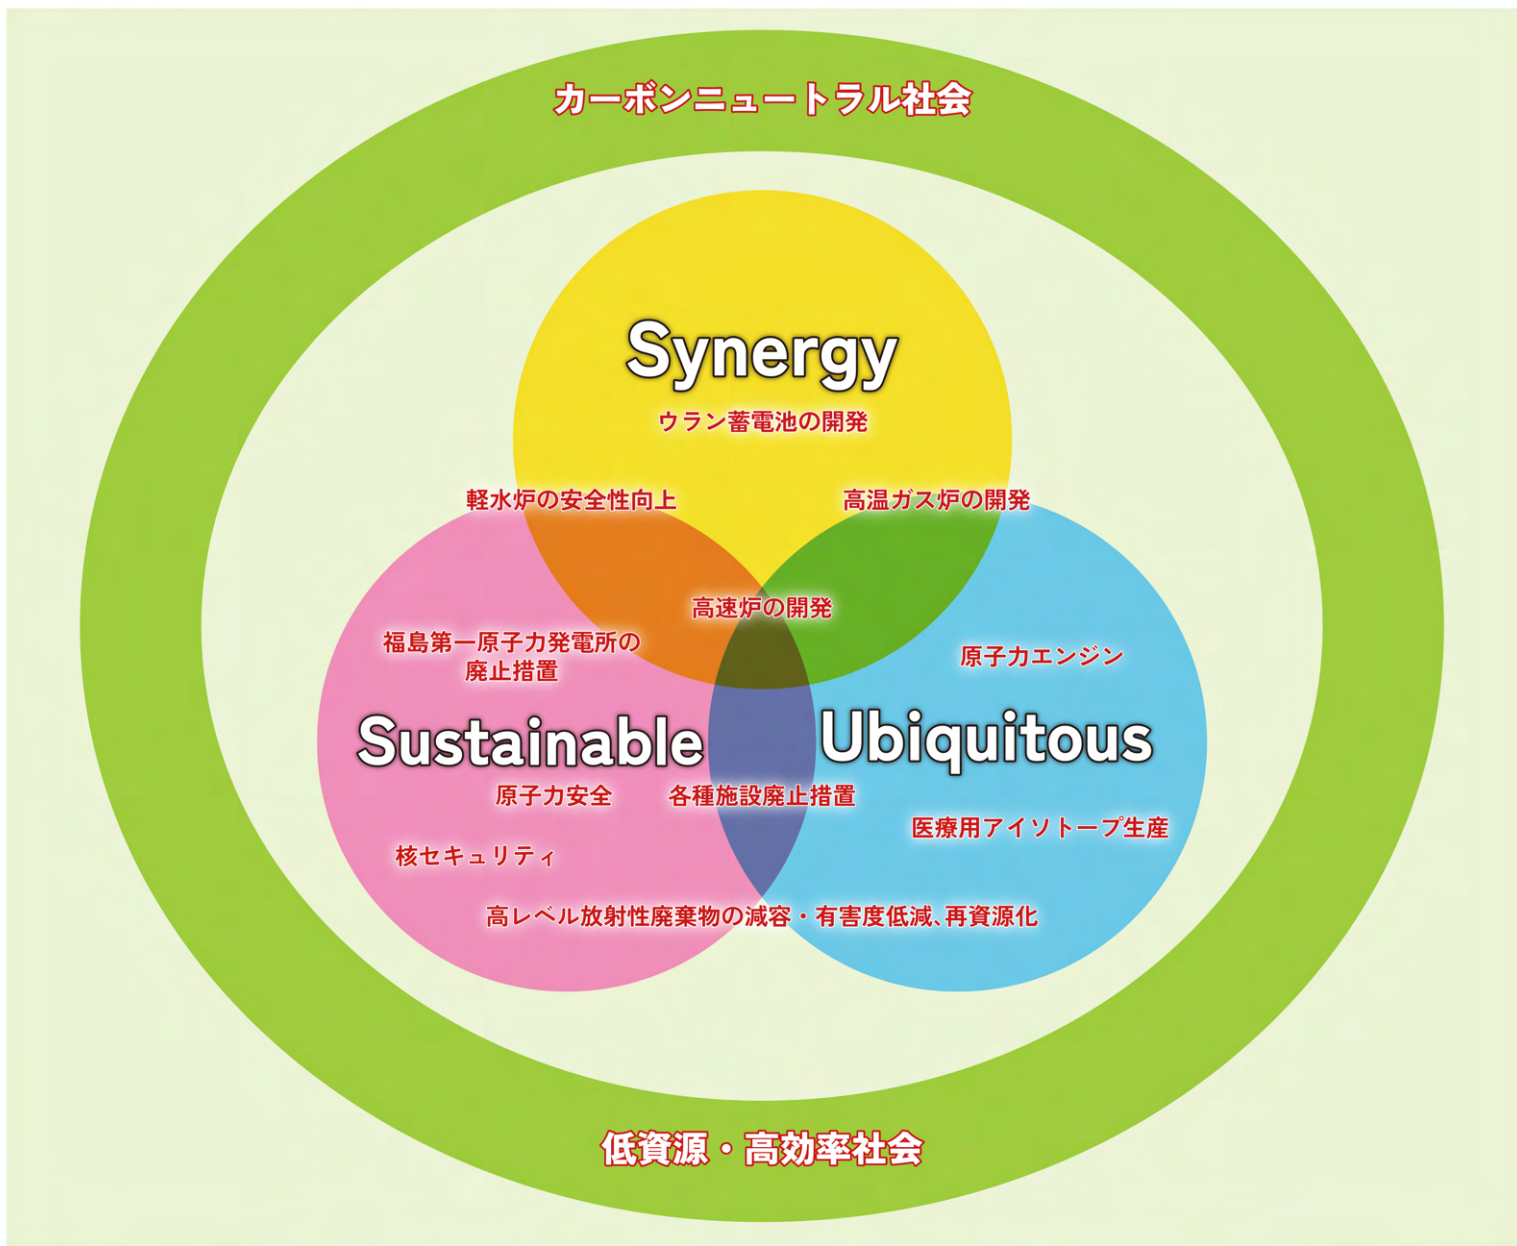 カーボンニュートラル社会
Synergy
ウラン蓄電池の開発
軽水炉の安全性向上
高温ガス炉の開発
高速炉の開発
福島第一原子力発電所の
廃止措置
原子力エンジン
Sustainable
Ubiquitous
原子力安全
各種施設廃止措置
医療用アイソトープ生産
核セキュリティ
高レベル放射性廃棄物の減容・有害度低減、再資源化
低資源・高効率社会